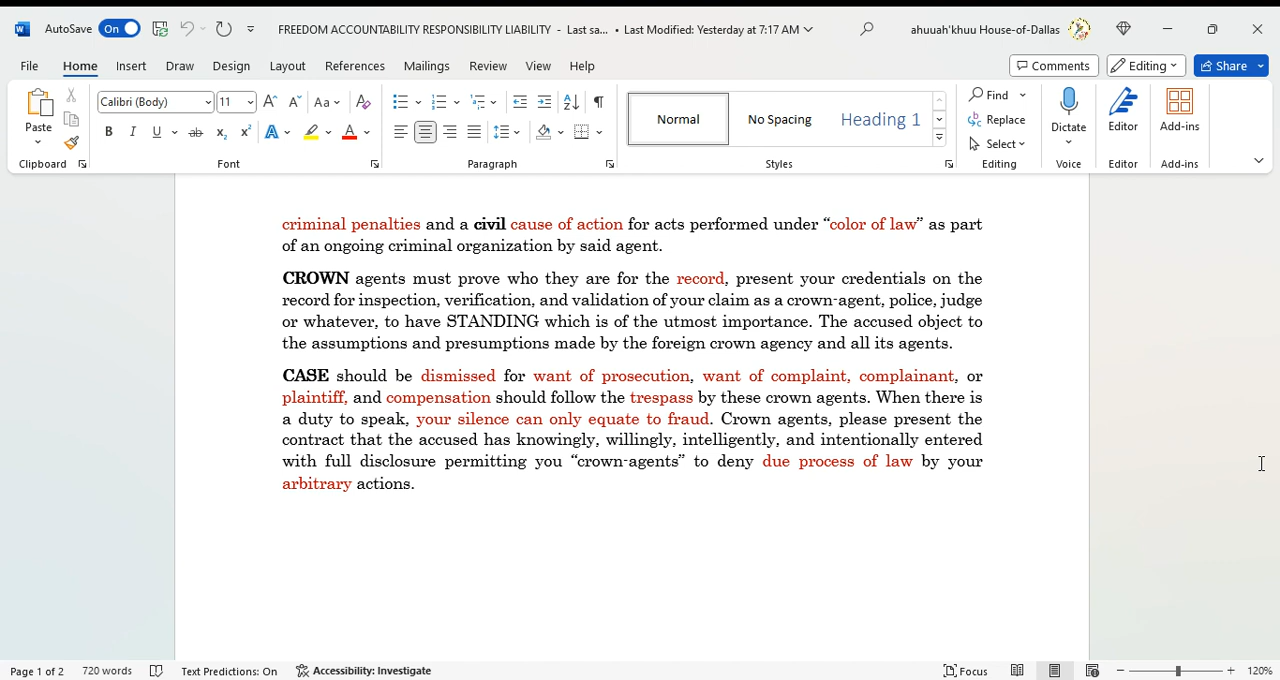 AutoSave On FREEDOM ACCOUNTABILITY RESPONSIBILITY LIABILITY - Last sa... • Last Modified: Yesterday at 7:17 AM ahuuah'khuu House-of-Dallas
File Home Insert Draw Design Layout References Mailings Review View Help Comments Editing Share
Calibri (Body) 11 Aa Normal No Spacing Heading 1 Find
Paste Replace Dictate Editor Add-ins
B I U ab x₂ x² A A Select
Clipboard Font Paragraph Styles Editing Voice Editor Add-ins
criminal penalties and a civil cause of action for acts performed under “color of law” as part
of an ongoing criminal organization by said agent.
CROWN agents must prove who they are for the record, present your credentials on the
record for inspection, verification, and validation of your claim as a crown-agent, police, judge
or whatever, to have STANDING which is of the utmost importance. The accused object to
the assumptions and presumptions made by the foreign crown agency and all its agents.
CASE should be dismissed for want of prosecution, want of complaint, complainant, or
plaintiff, and compensation should follow the trespass by these crown agents. When there is
a duty to speak, your silence can only equate to fraud. Crown agents, please present the
contract that the accused has knowingly, willingly, intelligently, and intentionally entered
with full disclosure permitting you “crown-agents” to deny due process of law by your
arbitrary actions.
Page 1 of 2 720 words Text Predictions: On Accessibility: Investigate Focus 120%